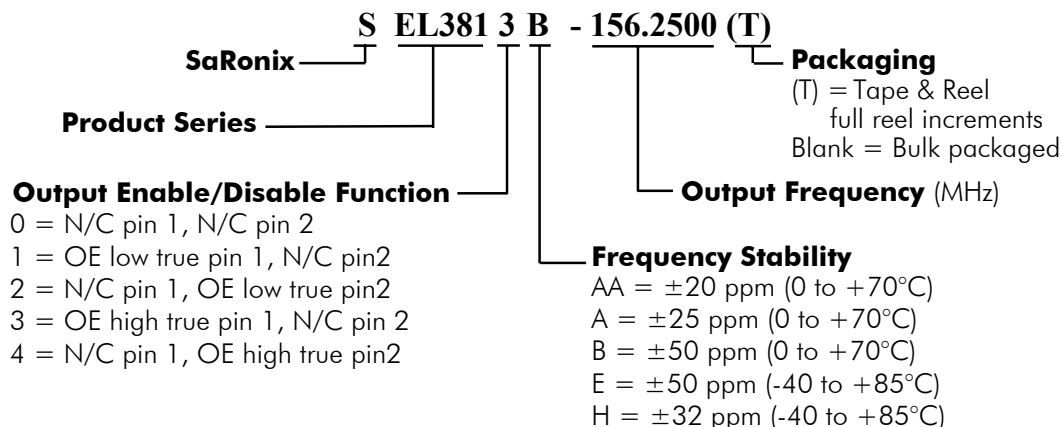 S EL381 3 B - 156.2500 (T)
SaRonix
Packaging
(T) = Tape & Reel
full reel increments
Blank = Bulk packaged
Product Series
Output Enable/Disable Function
0 = N/C pin 1, N/C pin 2
1 = OE low true pin 1, N/C pin2
2 = N/C pin 1, OE low true pin2
3 = OE high true pin 1, N/C pin 2
4 = N/C pin 1, OE high true pin2
Output Frequency (MHz)
Frequency Stability
AA = ±20 ppm (0 to +70°C)
A = ±25 ppm (0 to +70°C)
B = ±50 ppm (0 to +70°C)
E = ±50 ppm (-40 to +85°C)
H = ±32 ppm (-40 to +85°C)